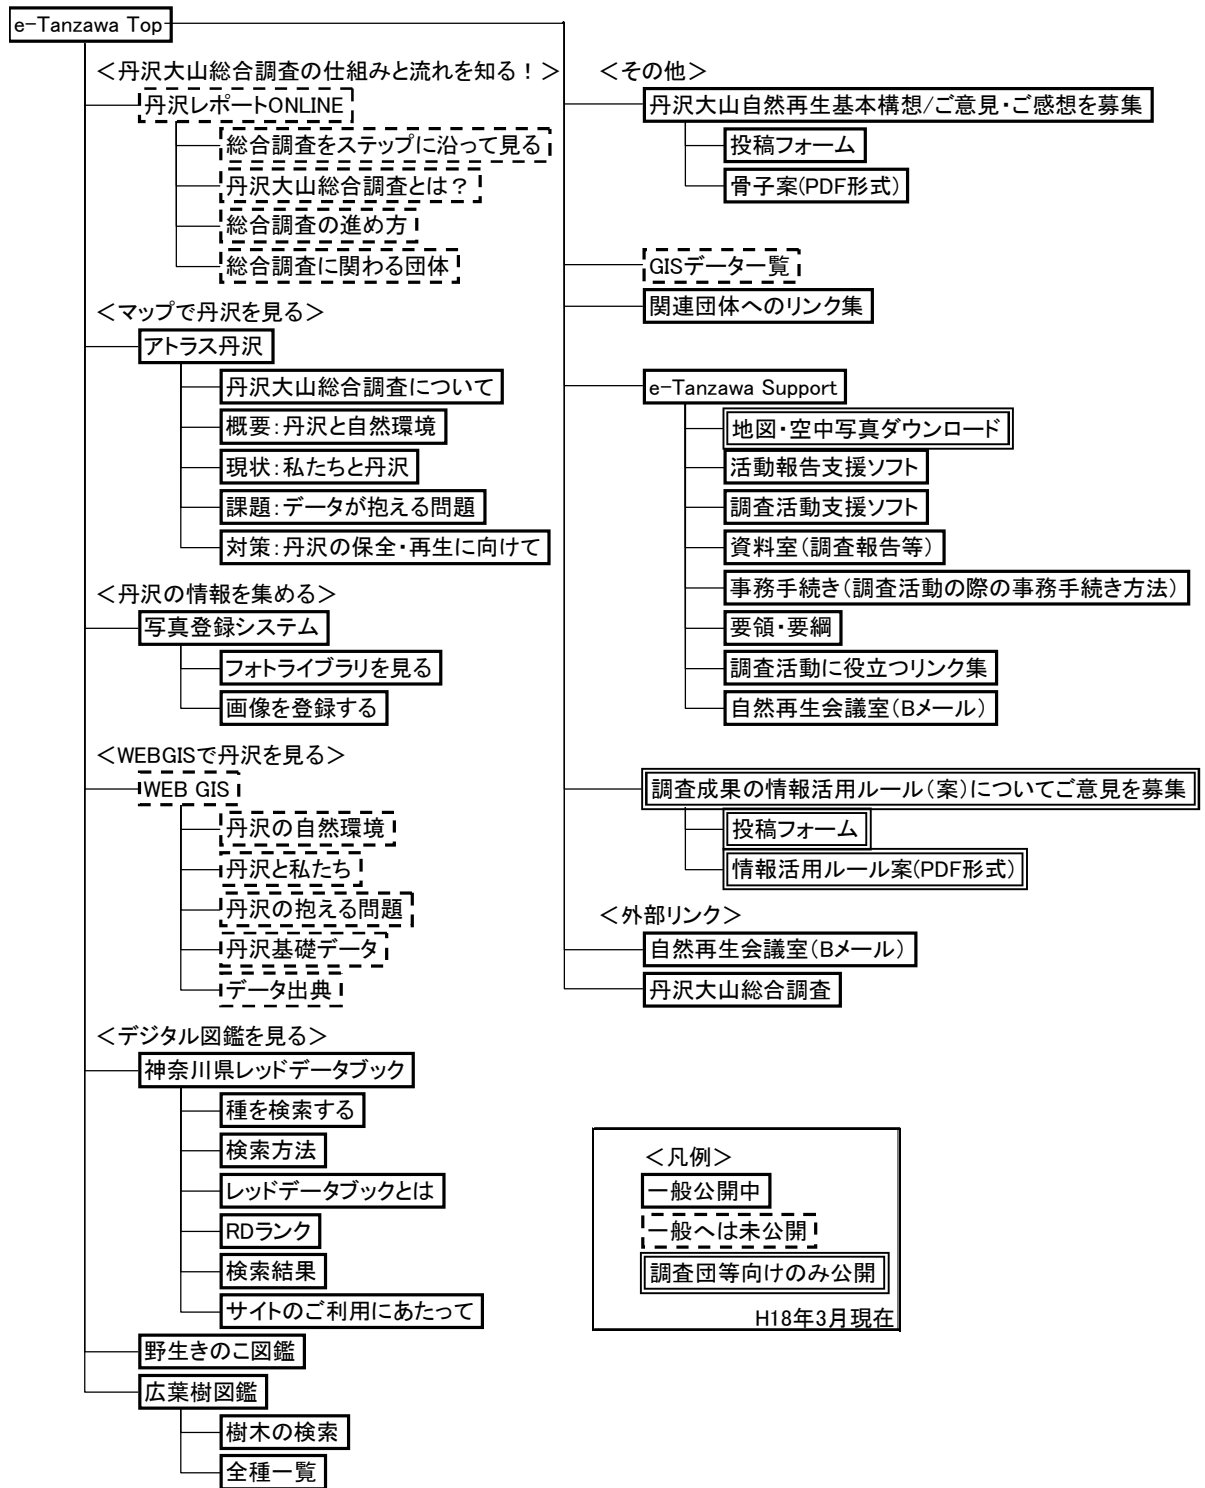 e-Tanzawa Top
＜丹沢大山総合調査の仕組みと流れを知る！＞
丹沢レポートONLINE
総合調査をステップに沿って見る
丹沢大山総合調査とは？
総合調査の進め方
総合調査に関わる団体
＜マップで丹沢を見る＞
アトラス丹沢
丹沢大山総合調査について
概要：丹沢と自然環境
現状：私たちと丹沢
課題：データが抱える問題
対策：丹沢の保全・再生に向けて
＜丹沢の情報を集める＞
写真登録システム
フォトライブラリを見る
画像を登録する
＜WEBGISで丹沢を見る＞
WEB GIS
丹沢の自然環境
丹沢と私たち
丹沢の抱える問題
丹沢基礎データ
データ出典
＜デジタル図鑑を見る＞
神奈川県レッドデータブック
種を検索する
検索方法
レッドデータブックとは
RDランク
検索結果
サイトのご利用にあたって
野生きのこ図鑑
広葉樹図鑑
樹木の検索
全種一覧
＜その他＞
丹沢大山自然再生基本構想/ご意見・ご感想を募集
投稿フォーム
骨子案(PDF形式)
GISデータ一覧
関連団体へのリンク集
e-Tanzawa Support
地図・空中写真ダウンロード
活動報告支援ソフト
調査活動支援ソフト
資料室（調査報告等）
事務手続き（調査活動の際の事務手続き方法）
要領・要綱
調査活動に役立つリンク集
自然再生会議室（Bメール）
調査成果の情報活用ルール（案）についてご意見を募集
投稿フォーム
情報活用ルール案(PDF形式)
＜外部リンク＞
自然再生会議室（Bメール）
丹沢大山総合調査
＜凡例＞
一般公開中
一般へは未公開
調査団等向けのみ公開
H18年3月現在